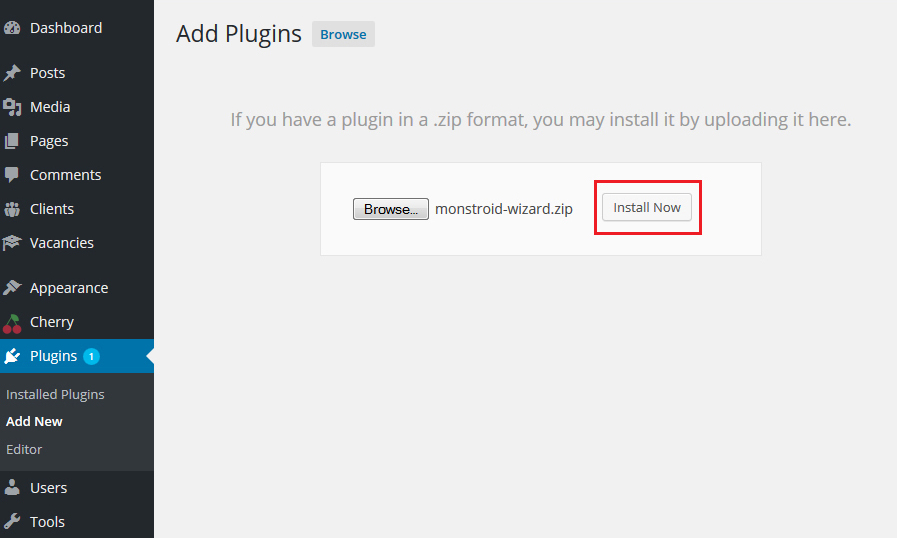 Dashboard
Posts
Media
Pages
Comments
Clients
Vacancies
Appearance
Cherry
Plugins 1
Installed Plugins
Add New
Editor
Users
Tools
Add Plugins Browse
If you have a plugin in a .zip format, you may install it by uploading it here.
Browse... monstroid-wizard.zip Install Now